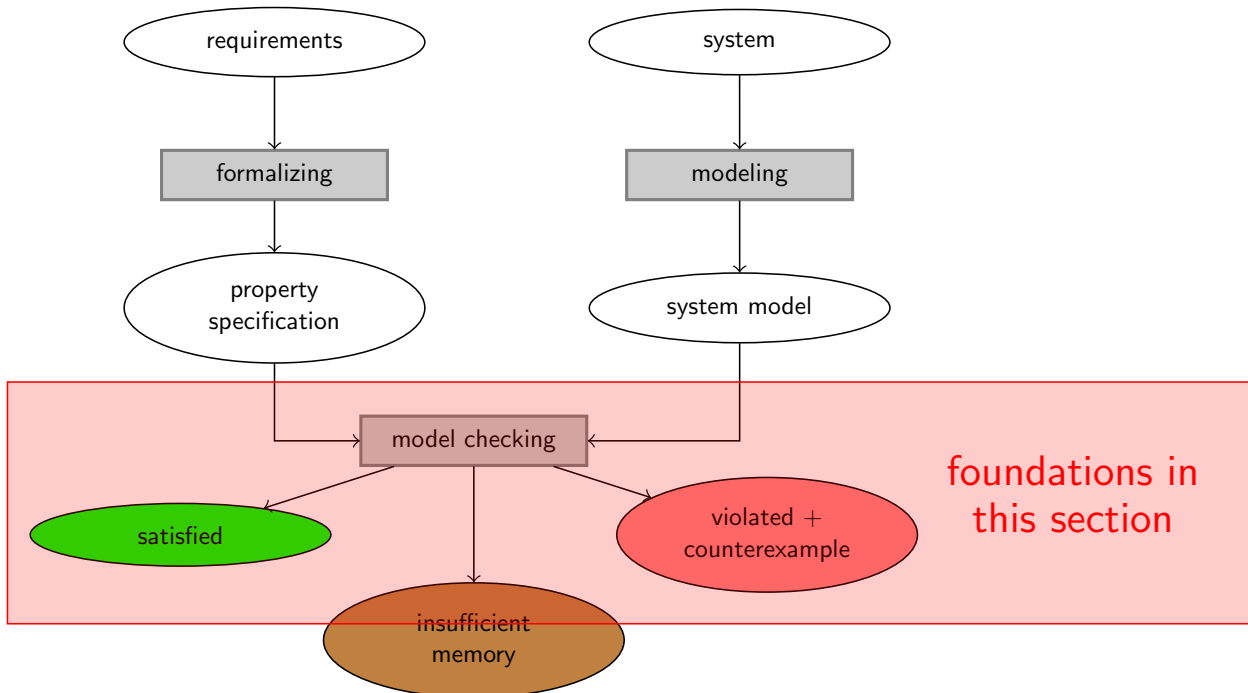 requirements
system
formalizing
modeling
property
specification
system model
model checking
foundations in
this section
satisfied
violated +
counterexample
insufficient
memory